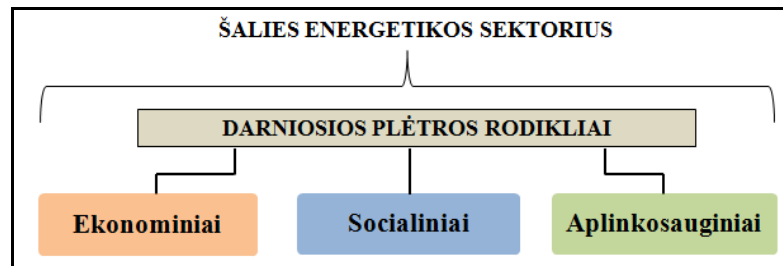 ŠALIES ENERGETIKOS SEKTORIUS
DARNIOSIOS PLĖTROS RODIKLIAI
Ekonominiai
Socialiniai
Aplinkosauginiai